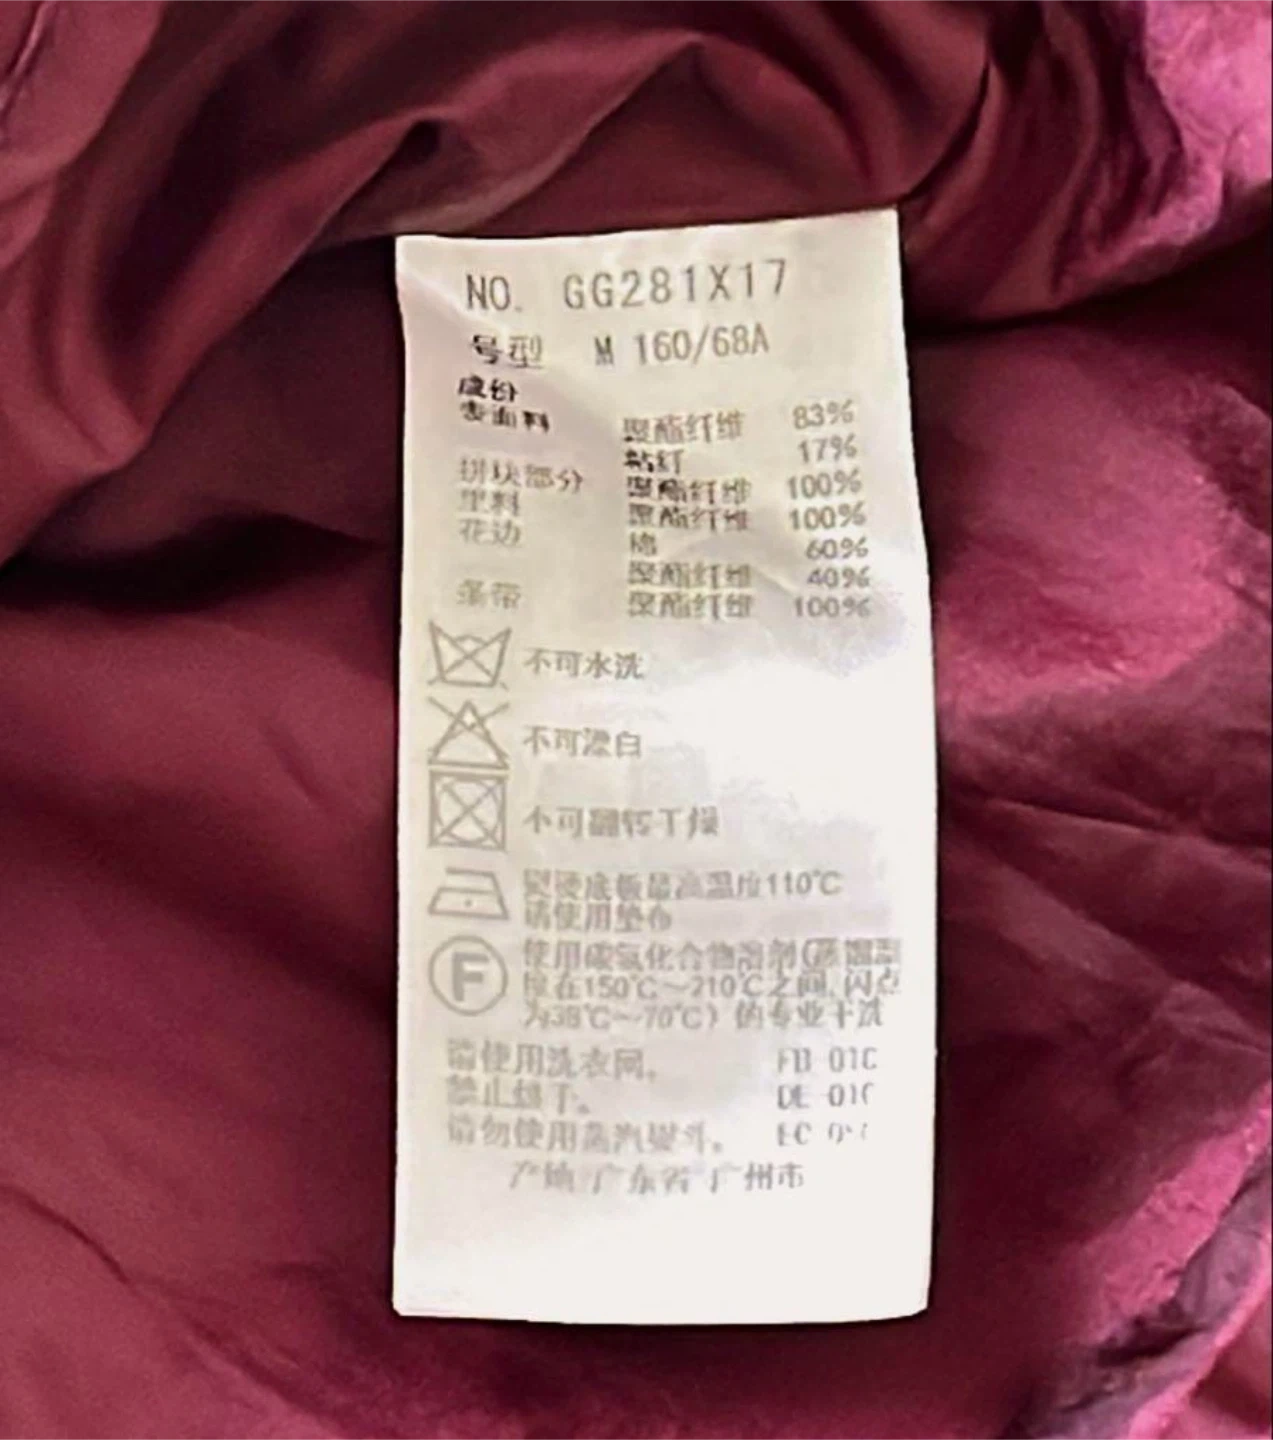 NO. GG281X17
号型 M 160/68A
成份
表面料 聚酯纤维 83%
粘纤 17%
拼块部分 聚酯纤维 100%
里料 聚酯纤维 100%
花边 棉 60%
聚酯纤维 40%
条带 聚酯纤维 100%
不可水洗
不可漂白
不可翻转干燥
熨烫底板最高温度110℃
请使用垫布
F
使用碳氢化合物溶剂(蒸馏温
度在150℃～210℃之间,闪点
为38℃～70℃)的专业干洗
请使用洗衣网。 FB 01C
禁止烘干。 DE 01C
请勿使用蒸汽熨斗。 EC
产地 广东省广州市